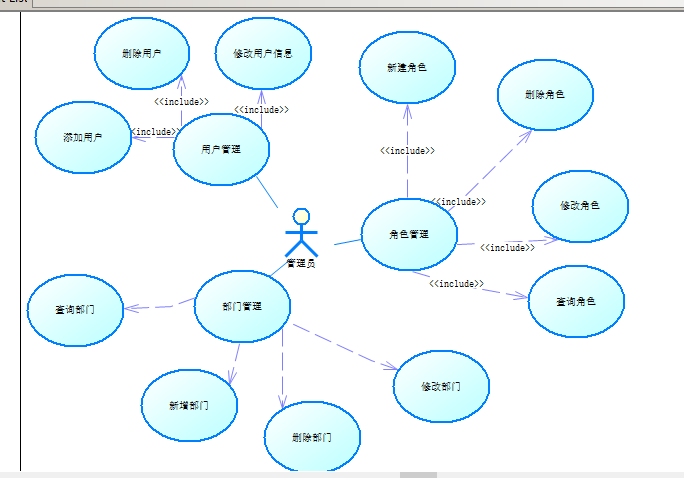 删除用户
修改用户信息
新建角色
删除角色
<<include>>
<<include>>
添加用户
<include>>
用户管理
<<include>>
<<include>>
修改角色
角色管理
<<include>>
管理员
<<include>>
查询部门
部门管理
查询角色
修改部门
新增部门
删除部门